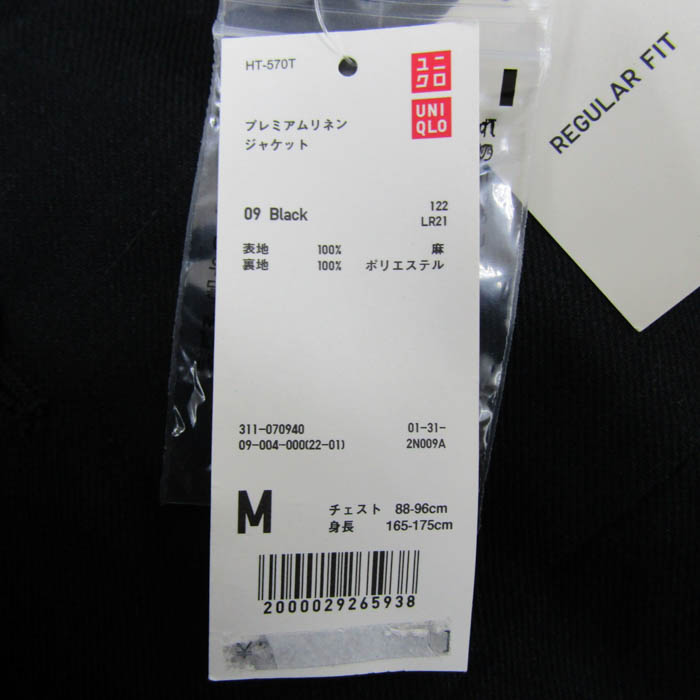 HT-570T
ユニ
クロ
UNI
QLO
プレミアムリネン
ジャケット
09 Black
122
LR21
表地 100% 麻
裏地 100% ポリエステル
311-070940 01-31-
09-004-000(22-01) 2N009A
M
チェスト 88-96cm
身長 165-175cm
2000029265938
¥
REGULAR FIT